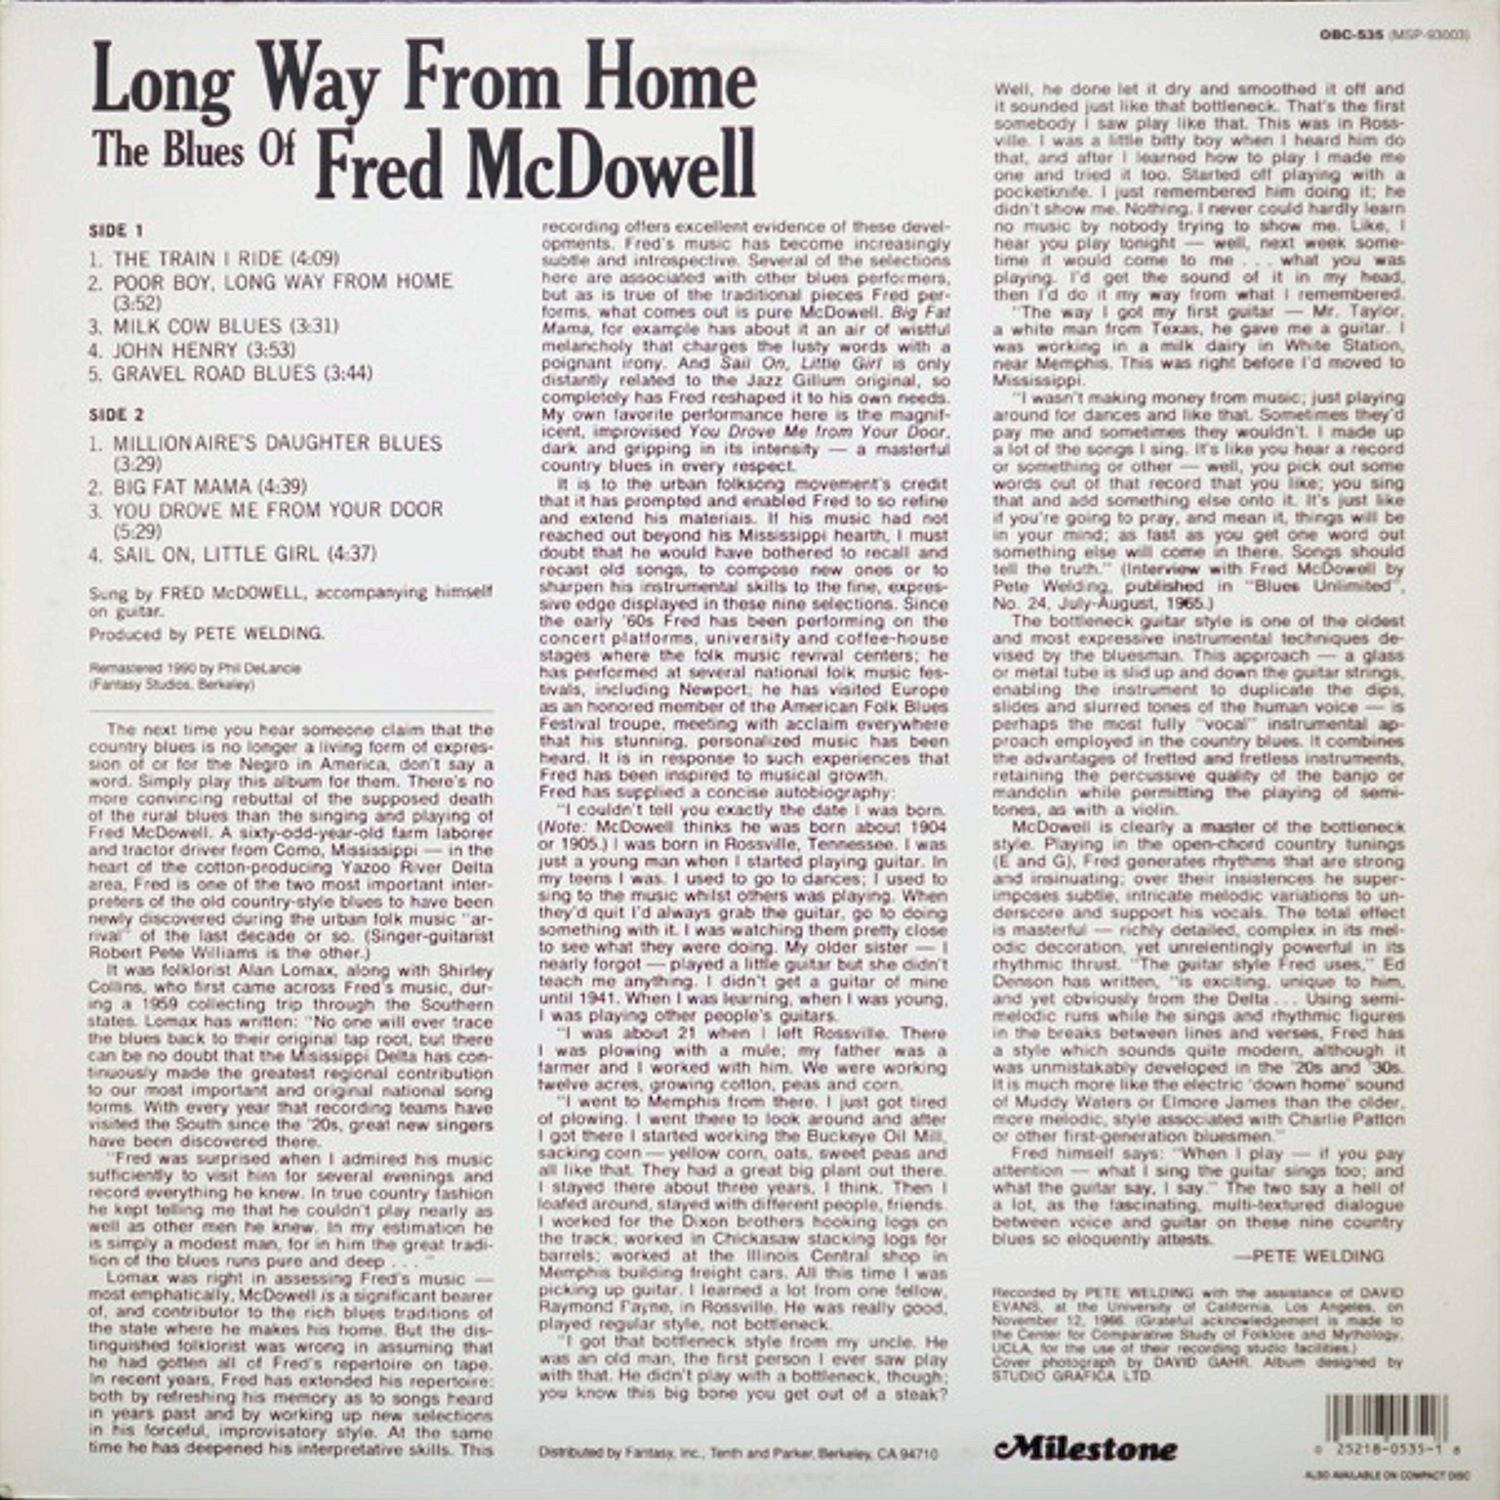 OBC-535 (MSP-93003)
Long Way From Home
The Blues Of Fred McDowell
SIDE 1
1. THE TRAIN I RIDE (4:09)
2. POOR BOY, LONG WAY FROM HOME
(3:52)
3. MILK COW BLUES (3:31)
4. JOHN HENRY (3:53)
5. GRAVEL ROAD BLUES (3:44)
SIDE 2
1. MILLIONAIRE'S DAUGHTER BLUES
(3:29)
2. BIG FAT MAMA (4:39)
3. YOU DROVE ME FROM YOUR DOOR
(5:29)
4. SAIL ON, LITTLE GIRL (4:37)
Sung by FRED McDOWELL, accompanying himself
on guitar.
Produced by PETE WELDING.
Remastered 1990 by Phil DeLancie
(Fantasy Studios, Berkeley)
The next time you hear someone claim that the
country blues is no longer a living form of expres-
sion of or for the Negro in America, don't say a
word. Simply play this album for them. There's no
more convincing rebuttal of the supposed death
of the rural blues than the singing and playing of
Fred McDowell. A sixty-odd-year-old farm laborer
and tractor driver from Como, Mississippi — in the
heart of the cotton-producing Yazoo River Delta
area, Fred is one of the two most important inter-
preters of the old country-style blues to have been
newly discovered during the urban folk music "ar-
rival" of the last decade or so. (Singer-guitarist
Robert Pete Williams is the other.)
It was folklorist Alan Lomax, along with Shirley
Collins, who first came across Fred's music, dur-
ing a 1959 collecting trip through the Southern
states. Lomax has written: "No one will ever trace
the blues back to their original tap root, but there
can be no doubt that the Misissippi Delta has con-
tinuously made the greatest regional contribution
to our most important and original national song
forms. With every year that recording teams have
visited the South since the '20s, great new singers
have been discovered there.
"Fred was surprised when I admired his music
sufficiently to visit him for several evenings and
record everything he knew. In true country fashion
he kept telling me that he couldn't play nearly as
well as other men he knew. In my estimation he
is simply a modest man, for in him the great tradi-
tion of the blues runs pure and deep . . . "
Lomax was right in assessing Fred's music —
most emphatically, McDowell is a significant bearer
of, and contributor to the rich blues traditions of
the state where he makes his home. But the dis-
tinguished folklorist was wrong in assuming that
he had gotten all of Fred's repertoire on tape.
In recent years, Fred has extended his repertoire;
both by refreshing his memory as to songs heard
in years past and by working up new selections
in his forceful, improvisatory style. At the same
time he has deepened his interpretative skills. This
recording offers excellent evidence of these devel-
opments. Fred's music has become increasingly
subtle and introspective. Several of the selections
here are associated with other blues performers,
but as is true of the traditional pieces Fred per-
forms, what comes out is pure McDowell. Big Fat
Mama, for example has about it an air of wistful
melancholy that charges the lusty words with a
poignant irony. And Sail On, Little Girl is only
distantly related to the Jazz Gillum original, so
completely has Fred reshaped it to his own needs.
My own favorite performance here is the magnif-
icent, improvised You Drove Me from Your Door,
dark and gripping in its intensity — a masterful
country blues in every respect.
It is to the urban folksong movement's credit
that it has prompted and enabled Fred to so refine
and extend his materials. If his music had not
reached out beyond his Mississippi hearth, I must
doubt that he would have bothered to recall and
recast old songs, to compose new ones or to
sharpen his instrumental skills to the fine, expres-
sive edge displayed in these nine selections. Since
the early '60s Fred has been performing on the
concert platforms, university and coffee-house
stages where the folk music revival centers; he
has performed at several national folk music fes-
tivals, including Newport; he has visited Europe
as an honored member of the American Folk Blues
Festival troupe, meeting with acclaim everywhere
that his stunning, personalized music has been
heard. It is in response to such experiences that
Fred has been inspired to musical growth.
Fred has supplied a concise autobiography:
"I couldn't tell you exactly the date I was born.
(Note: McDowell thinks he was born about 1904
or 1905.) I was born in Rossville, Tennessee. I was
just a young man when I started playing guitar. In
my teens I was. I used to go to dances; I used to
sing to the music whilst others was playing. When
they'd quit I'd always grab the guitar, go to doing
something with it. I was watching them pretty close
to see what they were doing. My older sister — I
nearly forgot — played a little guitar but she didn't
teach me anything. I didn't get a guitar of mine
until 1941. When I was learning, when I was young,
I was playing other people's guitars.
"I was about 21 when I left Rossville. There
I was plowing with a mule; my father was a
farmer and I worked with him. We were working
twelve acres, growing cotton, peas and corn.
"I went to Memphis from there. I just got tired
of plowing. I went there to look around and after
I got there I started working the Buckeye Oil Mill,
sacking corn — yellow corn, oats, sweet peas and
all like that. They had a great big plant out there.
I stayed there about three years, I think. Then I
loafed around, stayed with different people, friends.
I worked for the Dixon brothers hooking logs on
the track; worked in Chickasaw stacking logs for
barrels; worked at the Illinois Central shop in
Memphis building freight cars. All this time I was
picking up guitar. I learned a lot from one fellow,
Raymond Payne, in Rossville. He was really good,
played regular style, not bottleneck.
"I got that bottleneck style from my uncle. He
was an old man, the first person I ever saw play
with that. He didn't play with a bottleneck, though;
you know this big bone you get out of a steak?
Distributed by Fantasy, Inc., Tenth and Parker, Berkeley, CA 94710
Well, he done let it dry and smoothed it off and
it sounded just like that bottleneck. That's the first
somebody I saw play like that. This was in Ross-
ville. I was a little bitty boy when I heard him do
that, and after I learned how to play I made me
one and tried it too. Started off playing with a
pocketknife. I just remembered him doing it; he
didn't show me. Nothing. I never could hardly learn
no music by nobody trying to show me. Like, I
hear you play tonight — well, next week some-
time it would come to me . . . what you was
playing. I'd get the sound of it in my head,
then I'd do it my way from what I remembered.
"The way I got my first guitar — Mr. Taylor,
a white man from Texas, he gave me a guitar. I
was working in a milk dairy in White Station,
near Memphis. This was right before I'd moved to
Mississippi.
"I wasn't making money from music; just playing
around for dances and like that. Sometimes they'd
pay me and sometimes they wouldn't. I made up
a lot of the songs I sing. It's like you hear a record
or something or other — well, you pick out some
words out of that record that you like; you sing
that and add something else onto it. It's just like
if you're going to pray, and mean it, things will be
in your mind; as fast as you get one word out
something else will come in there. Songs should
tell the truth." (Interview with Fred McDowell by
Pete Welding, published in "Blues Unlimited",
No. 24, July-August, 1965.)
The bottleneck guitar style is one of the oldest
and most expressive instrumental techniques de-
vised by the bluesman. This approach — a glass
or metal tube is slid up and down the guitar strings,
enabling the instrument to duplicate the dips,
slides and slurred tones of the human voice — is
perhaps the most fully "vocal" instrumental ap-
proach employed in the country blues. It combines
the advantages of fretted and fretless instruments,
retaining the percussive quality of the banjo or
mandolin while permitting the playing of semi-
tones, as with a violin.
McDowell is clearly a master of the bottleneck
style. Playing in the open-chord country tunings
(E and G), Fred generates rhythms that are strong
and insinuating; over their insistences he super-
imposes subtle, intricate melodic variations to un-
derscore and support his vocals. The total effect
is masterful — richly detailed, complex in its mel-
odic decoration, yet unrelentingly powerful in its
rhythmic thrust. "The guitar style Fred uses," Ed
Denson has written, "is exciting, unique to him,
and yet obviously from the Delta . . . Using semi-
melodic runs while he sings and rhythmic figures
in the breaks between lines and verses, Fred has
a style which sounds quite modern, although it
was unmistakably developed in the '20s and '30s.
It is much more like the electric 'down home' sound
of Muddy Waters or Elmore James than the older,
more melodic, style associated with Charlie Patton
or other first-generation bluesmen."
Fred himself says: "When I play — if you pay
attention — what I sing the guitar sings too; and
what the guitar say, I say." The two say a hell of
a lot, as the fascinating, multi-textured dialogue
between voice and guitar on these nine country
blues so eloquently attests.
—PETE WELDING
Recorded by PETE WELDING with the assistance of DAVID
EVANS, at the University of California, Los Angeles, on
November 12, 1966. (Grateful acknowledgement is made to
the Center for Comparative Study of Folklore and Mythology,
UCLA, for the use of their recording studio facilities.)
Cover photograph by DAVID GAHR. Album designed by
STUDIO GRAFICA LTD.
Milestone
0 25218-0535-1 8
ALSO AVAILABLE ON COMPACT DISC